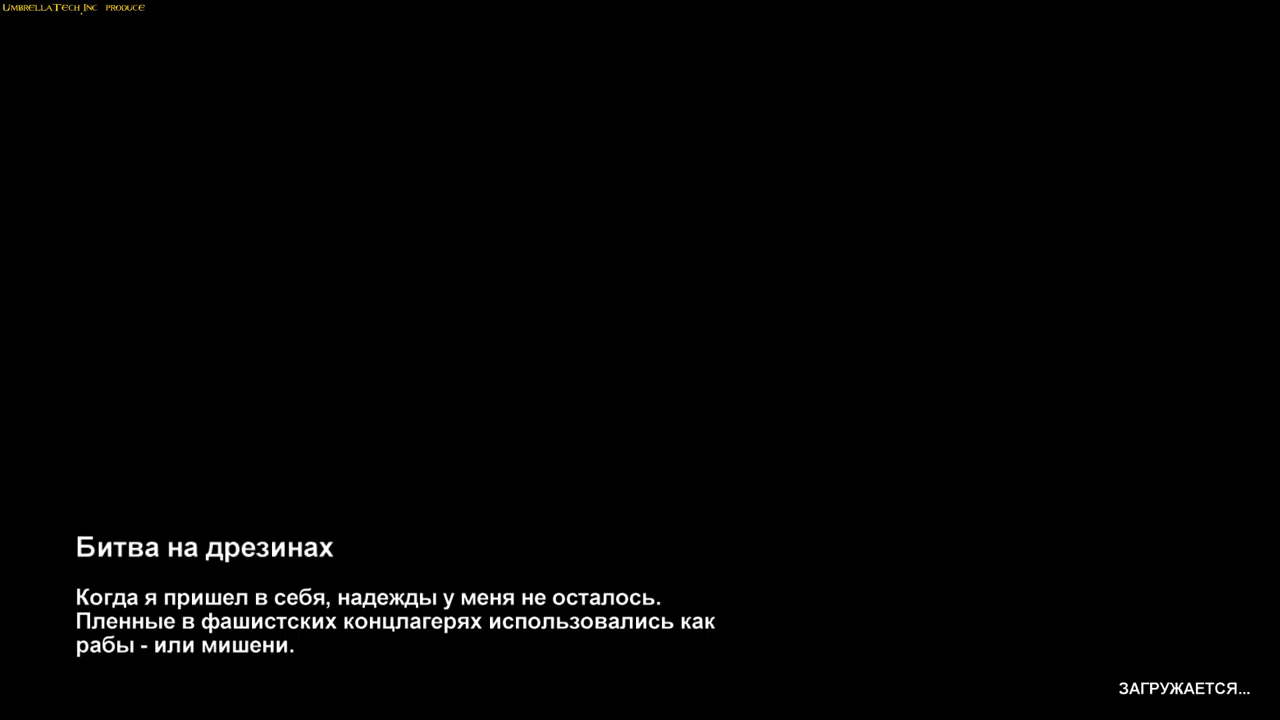 UmbrellaTech.Inc produce
Битва на дрезинах
Когда я пришел в себя, надежды у меня не осталось.
Пленные в фашистских концлагерях использовались как
рабы - или мишени.
ЗАГРУЖАЕТСЯ...